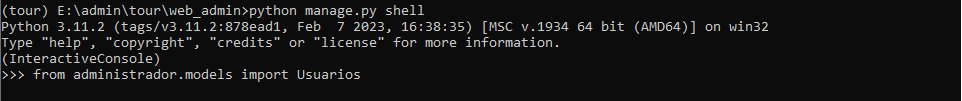 (tour) E:\admin\tour\web_admin>python manage.py shell
Python 3.11.2 (tags/v3.11.2:878ead1, Feb  7 2023, 16:38:35) [MSC v.1934 64 bit (AMD64)] on win32
Type "help", "copyright", "credits" or "license" for more information.
(InteractiveConsole)
>>> from administrador.models import Usuarios